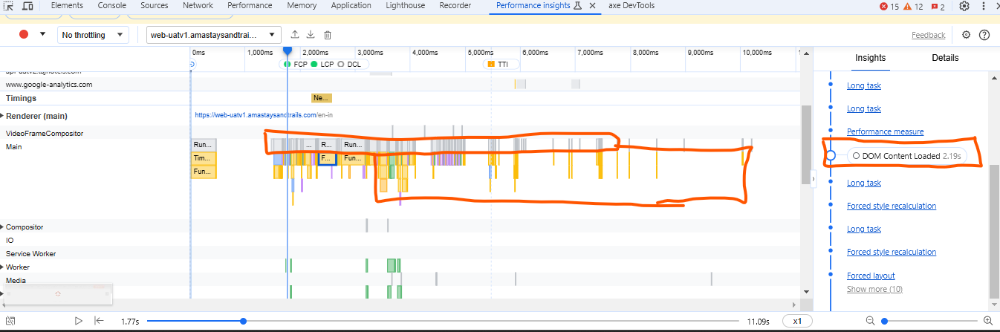 Elements Console Sources Network Performance Memory Application Lighthouse Recorder Performance insights axe DevTools 15 12 2
No throttling web-uatv1.amastaysandtrai... Feedback
0ms 1,000ms 2,000ms 3,000ms 4,000ms 5,000ms 6,000ms 7,000ms 8,000ms 9,000ms 10,000ms
FCP LCP DCL TTI
Insights Details
www.google-analytics.com
Long task
Timings Ne...
Long task
Renderer (main) https://web-uatv1.amastaysandtrails.com/en-in
VideoFrameCompositor
Performance measure
Main Run... ... R... Run...
Tim... F... Fun...
DOM Content Loaded 2.19s
Fun...
Long task
Forced style recalculation
Compositor
Long task
IO
Service Worker
Forced style recalculation
Worker
Media
Forced layout
Show more (10)
1.77s 11.09s x1